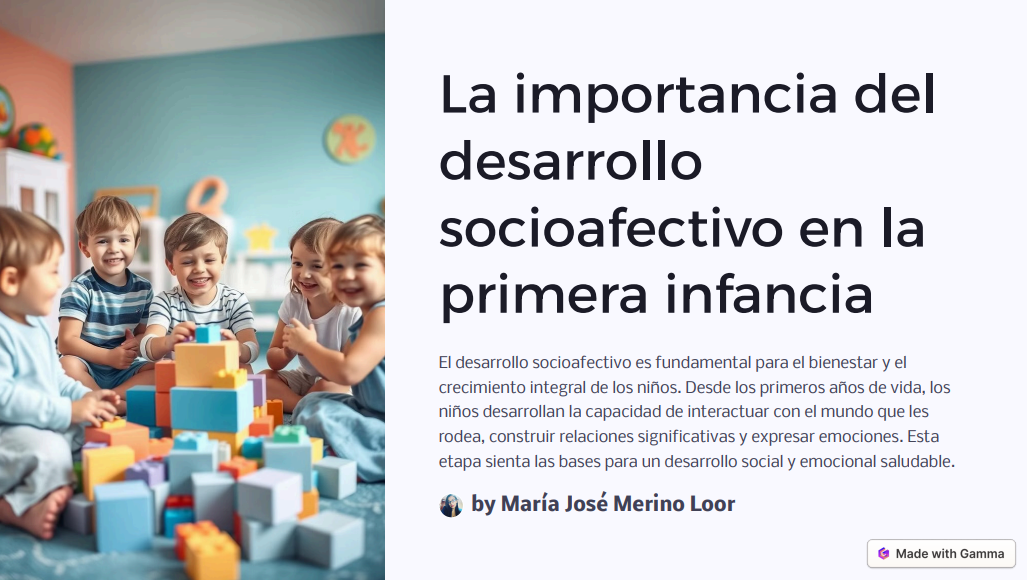 La importancia del
desarrollo
socioafectivo en la
primera infancia
El desarrollo socioafectivo es fundamental para el bienestar y el
crecimiento integral de los niños. Desde los primeros años de vida, los
niños desarrollan la capacidad de interactuar con el mundo que les
rodea, construir relaciones significativas y expresar emociones. Esta
etapa sienta las bases para un desarrollo social y emocional saludable.
by María José Merino Loor
Made with Gamma